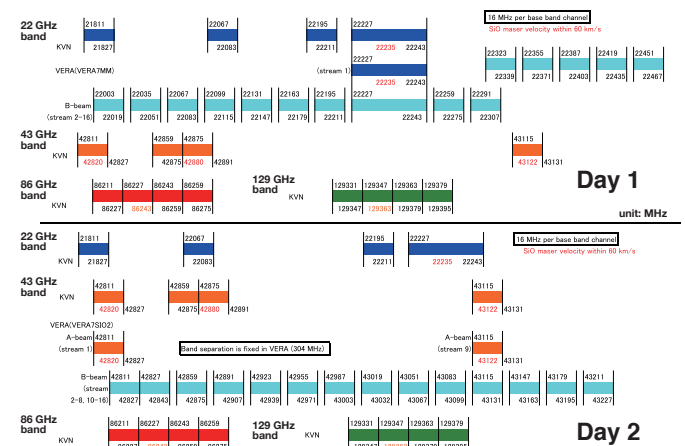 22 GHz band
KVN
21811 22067 22195 22227
21827 22083 22211 22235 22243
16 MHz per base band channel
SiO maser velocity within 60 km/s
VERA(VERA7MM)
(stream 1)
22227
22235 22243
22323 22355 22387 22419 22451
22339 22371 22403 22435 22467
B-beam
(stream 2-16)
22003 22035 22067 22099 22131 22163 22195 22227 22259 22291
22019 22051 22083 22115 22147 22179 22211 22243 22275 22307
43 GHz band
KVN
42811 42859 42875 43115
42820 42827 42875 42880 42891 43122 43131
86 GHz band
KVN
86211 86227 86243 86259
86227 86243 86259 86275
129 GHz band
KVN
129331 129347 129363 129379
129347 129363 129379 129395
Day 1
unit: MHz
22 GHz band
KVN
21811 22067 22195 22227
21827 22083 22211 22235 22243
16 MHz per base band channel
SiO maser velocity within 60 km/s
43 GHz band
KVN
42811 42859 42875 43115
42820 42827 42875 42880 42891 43122 43131
VERA(VERA7SIO2)
A-beam
(stream 1)
42811
42820 42827
Band separation is fixed in VERA (304 MHz)
A-beam
(stream 9)
43115
43122 43131
B-beam
(stream
2-8, 10-16)
42811 42827 42859 42891 42923 42955 42987 43019 43051 43083 43115 43147 43179 43211
42827 42843 42875 42907 42939 42971 43003 43032 43067 43099 43131 43163 43195 43227
86 GHz band
KVN
86211 86227 86243 86259
129 GHz band
KVN
129331 129347 129363 129379
Day 2